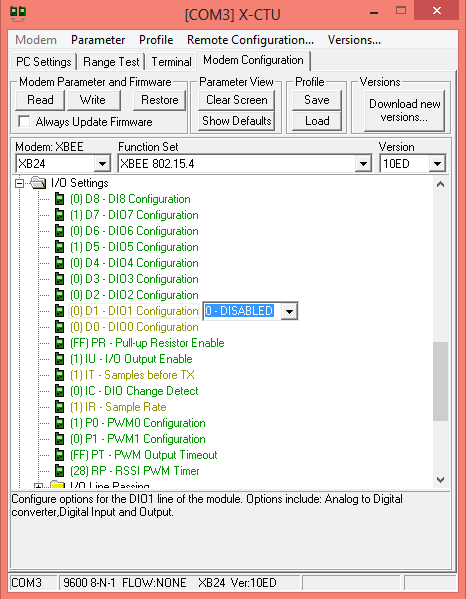 [COM3] X-CTU
Modem Parameter Profile Remote Configuration... Versions...
PC Settings Range Test Terminal Modem Configuration
Modem Parameter and Firmware Parameter View Profile Versions
Read Write Restore Clear Screen Save Download new versions...
Always Update Firmware Show Defaults Load
Modem: XBEE Function Set Version
XB24 XBEE 802.15.4 10ED
I/O Settings
(0) D8 - DI8 Configuration
(1) D7 - DIO7 Configuration
(0) D6 - DIO6 Configuration
(1) D5 - DIO5 Configuration
(0) D4 - DIO4 Configuration
(0) D3 - DIO3 Configuration
(0) D2 - DIO2 Configuration
(0) D1 - DIO1 Configuration 0 - DISABLED
(0) D0 - DIO0 Configuration
(FF) PR - Pull-up Resistor Enable
(1) IU - I/O Output Enable
(1) IT - Samples before TX
(0) IC - DIO Change Detect
(1) IR - Sample Rate
(1) P0 - PWM0 Configuration
(0) P1 - PWM1 Configuration
(FF) PT - PWM Output Timeout
(28) RP - RSSI PWM Timer
I/O Line Passing
Configure options for the DIO1 line of the module. Options include: Analog to Digital
converter,Digital Input and Output.
COM3 9600 8-N-1 FLOW:NONE XB24 Ver:10ED